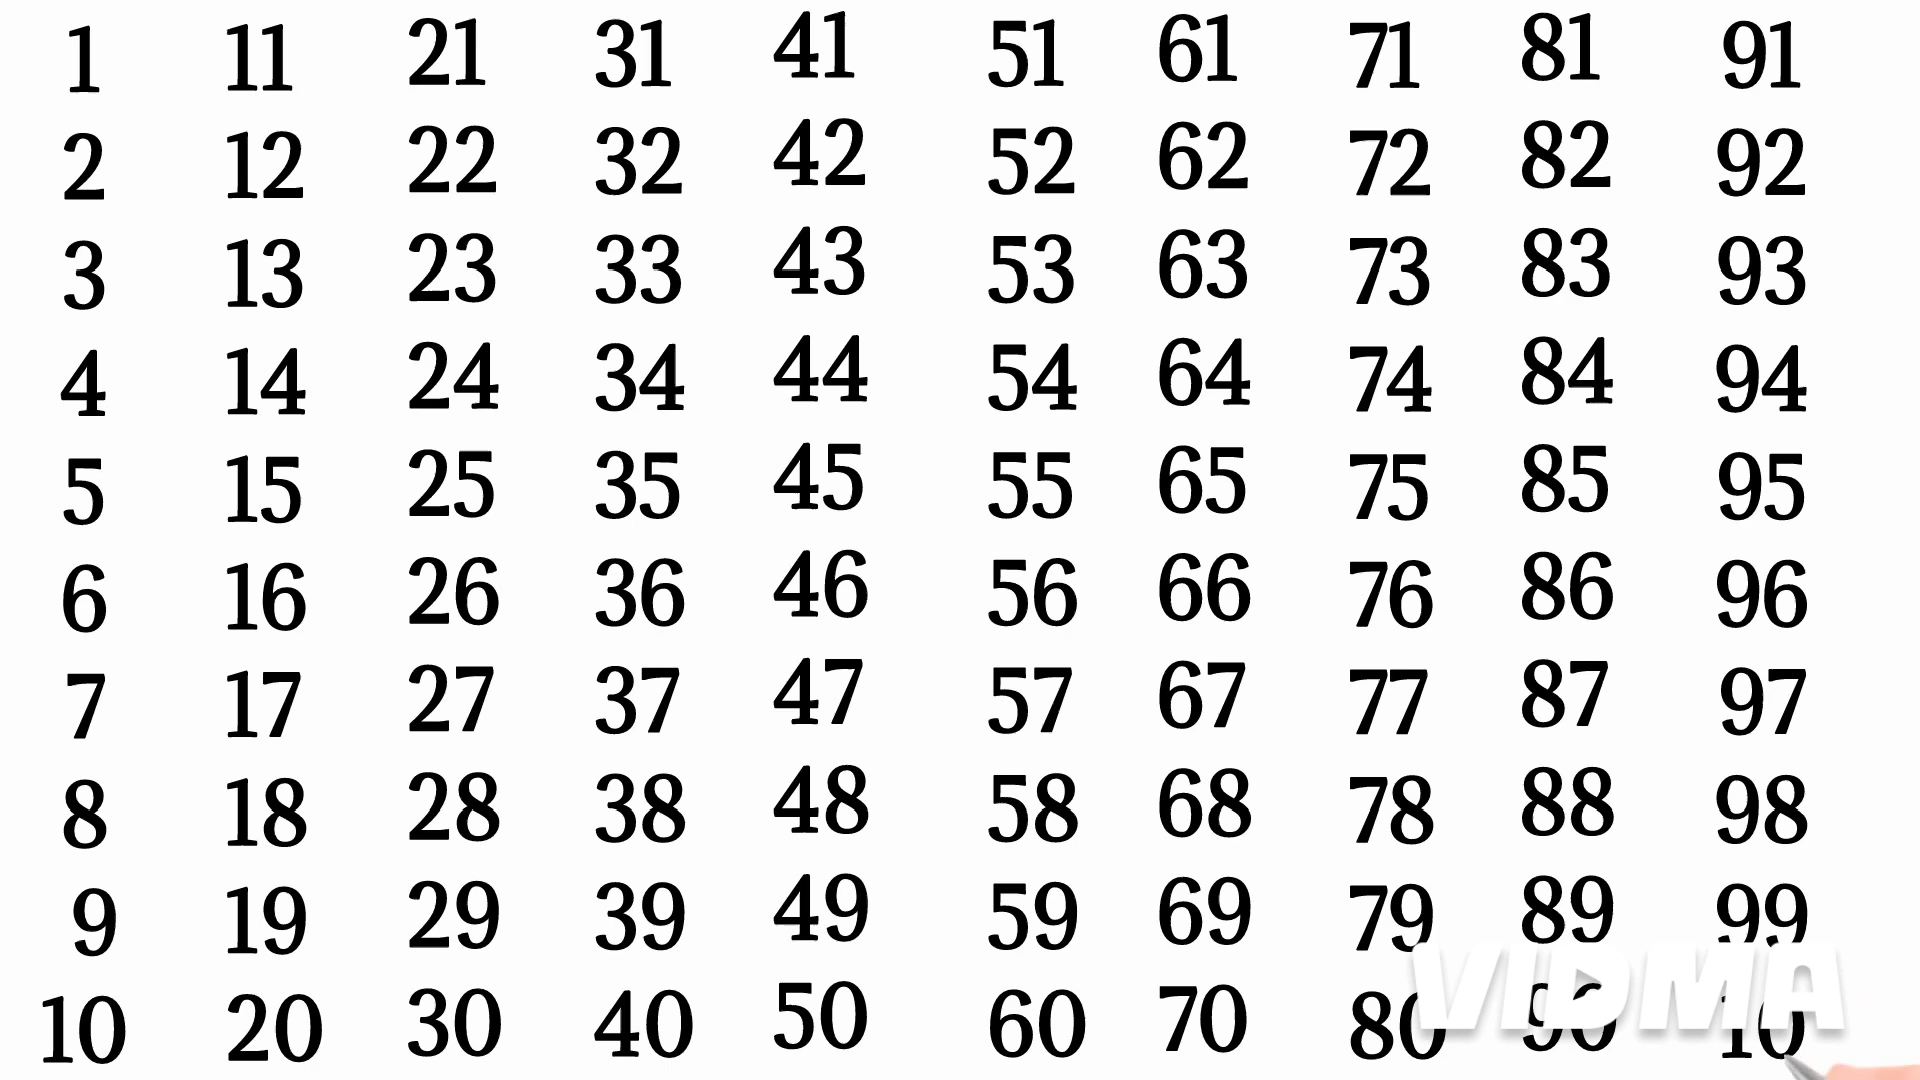 1 11 21 31 41 51 61 71 81 91
2 12 22 32 42 52 62 72 82 92
3 13 23 33 43 53 63 73 83 93
4 14 24 34 44 54 64 74 84 94
5 15 25 35 45 55 65 75 85 95
6 16 26 36 46 56 66 76 86 96
7 17 27 37 47 57 67 77 87 97
8 18 28 38 48 58 68 78 88 98
9 19 29 39 49 59 69 79 89 99
10 20 30 40 50 60 70 80 90 10
VIDMA